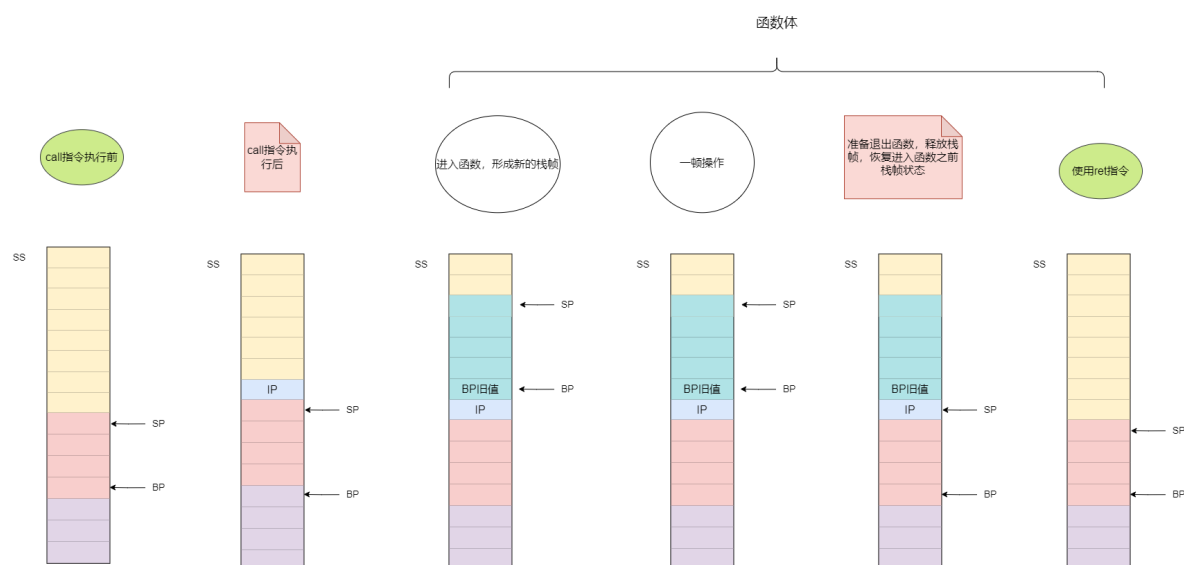 函数体
call指令执行前
call指令执
行后
进入函数，形成新的栈帧
一顿操作
准备退出函数，释放栈
帧，恢复进入函数之前
栈帧状态
使用ret指令
SS
SS
SS
SS
SS
SS
SP
SP
SP
IP
BP旧值
BP
BP旧值
BP
BP旧值
SP
IP
IP
IP
SP
SP
SP
BP
BP
BP
BP